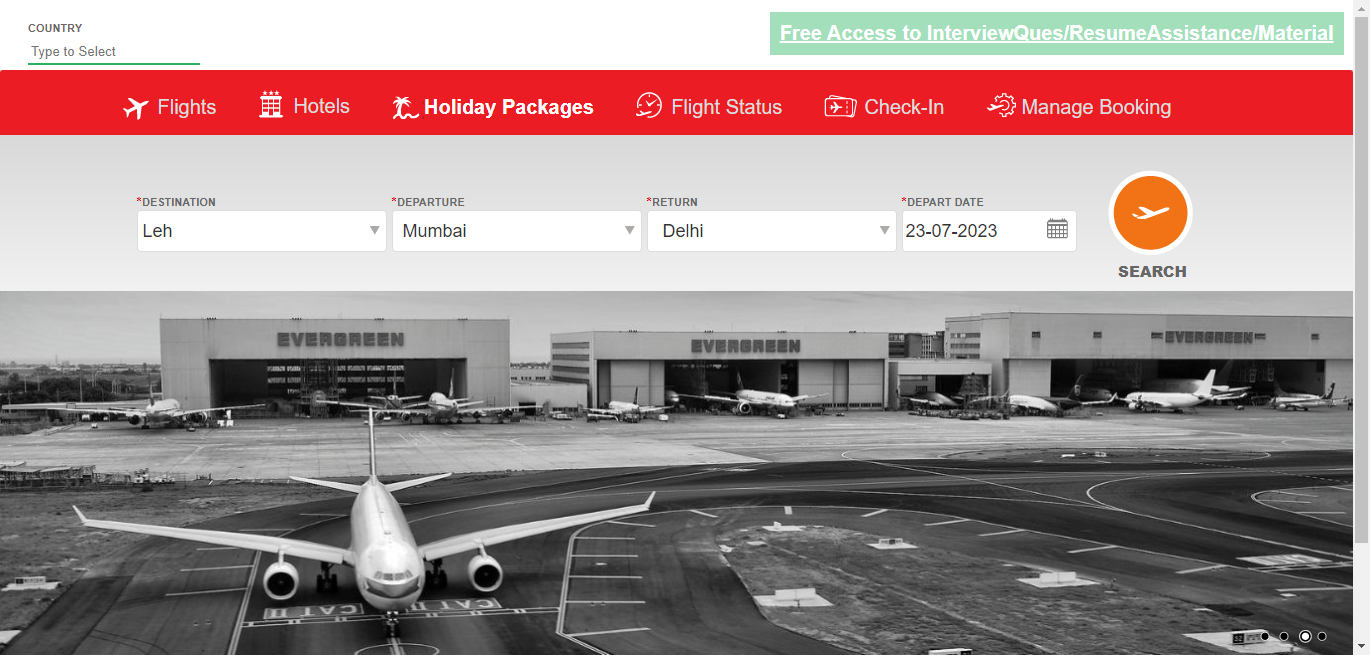 COUNTRY
Type to Select
Free Access to InterviewQues/ResumeAssistance/Material
Flights
Hotels
Holiday Packages
Flight Status
Check-In
Manage Booking
*DESTINATION
Leh
*DEPARTURE
Mumbai
*RETURN
Delhi
*DEPART DATE
23-07-2023
SEARCH
EVERGREEN
EVERGREEN
EVERGREEN
CAT II
CAT II